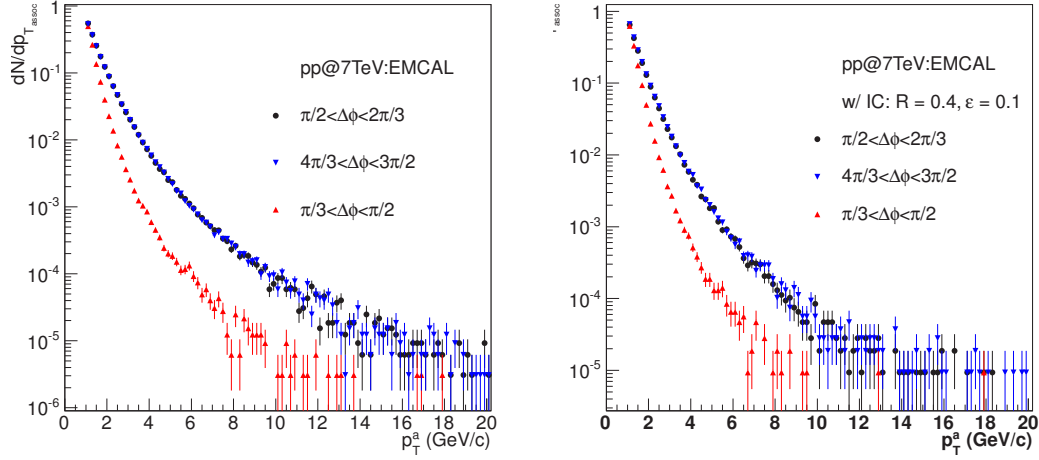 dN/dp_T_assoc
1
10^-1
10^-2
10^-3
10^-4
10^-5
10^-6
pp@7TeV:EMCAL
π/2<Δϕ<2π/3
4π/3<Δϕ<3π/2
π/3<Δϕ<π/2
0 2 4 6 8 10 12 14 16 18 20
p_T^a (GeV/c)
assoc
1
10^-1
10^-2
10^-3
10^-4
10^-5
pp@7TeV:EMCAL
w/ IC: R = 0.4, ε = 0.1
π/2<Δϕ<2π/3
4π/3<Δϕ<3π/2
π/3<Δϕ<π/2
0 2 4 6 8 10 12 14 16 18 20
p_T^a (GeV/c)